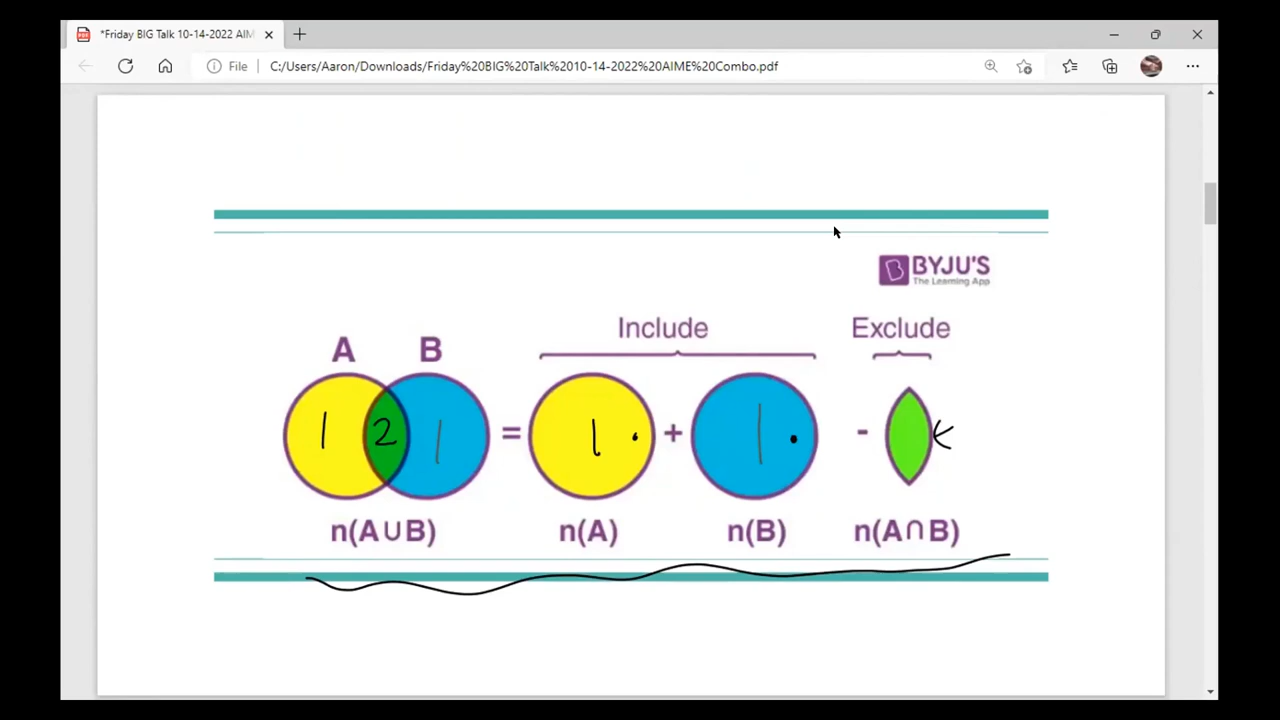 *Friday BIG Talk 10-14-2022 AIM
File C:/Users/Aaron/Downloads/Friday%20BIG%20Talk%2010-14-2022%20AIME%20Combo.pdf
BYJU'S
The Learning App
Include Exclude
A B
1 2 1 = 1 + 1 -
n(A∪B) n(A) n(B) n(A∩B)